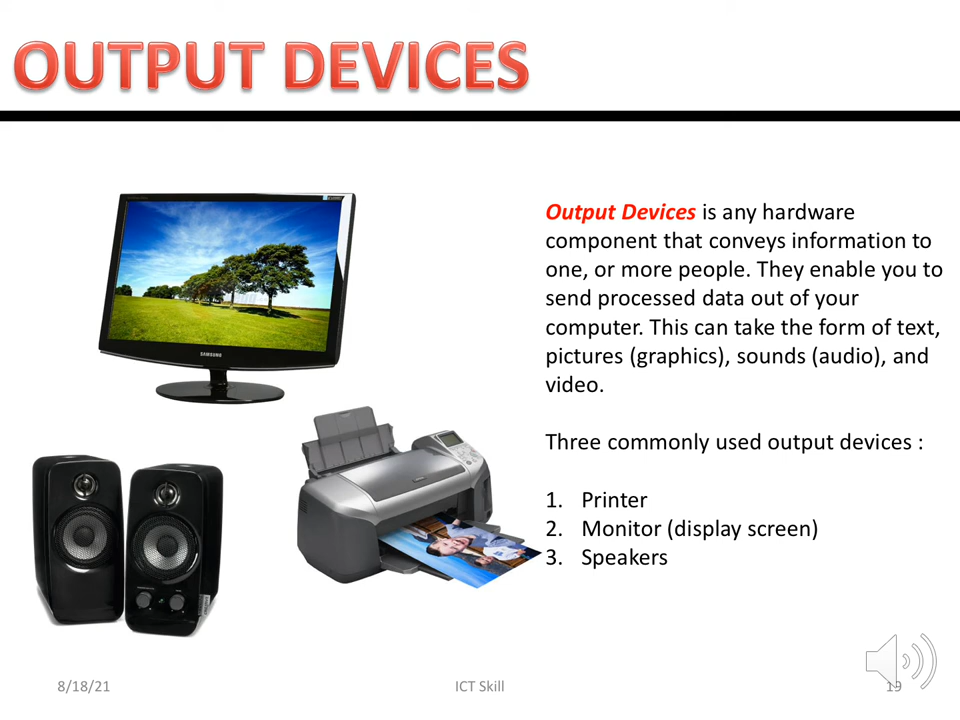 OUTPUT DEVICES
SAMSUNG
Output Devices is any hardware
component that conveys information to
one, or more people. They enable you to
send processed data out of your
computer. This can take the form of text,
pictures (graphics), sounds (audio), and
video.
Three commonly used output devices :
1. Printer
2. Monitor (display screen)
3. Speakers
8/18/21
ICT Skill
19